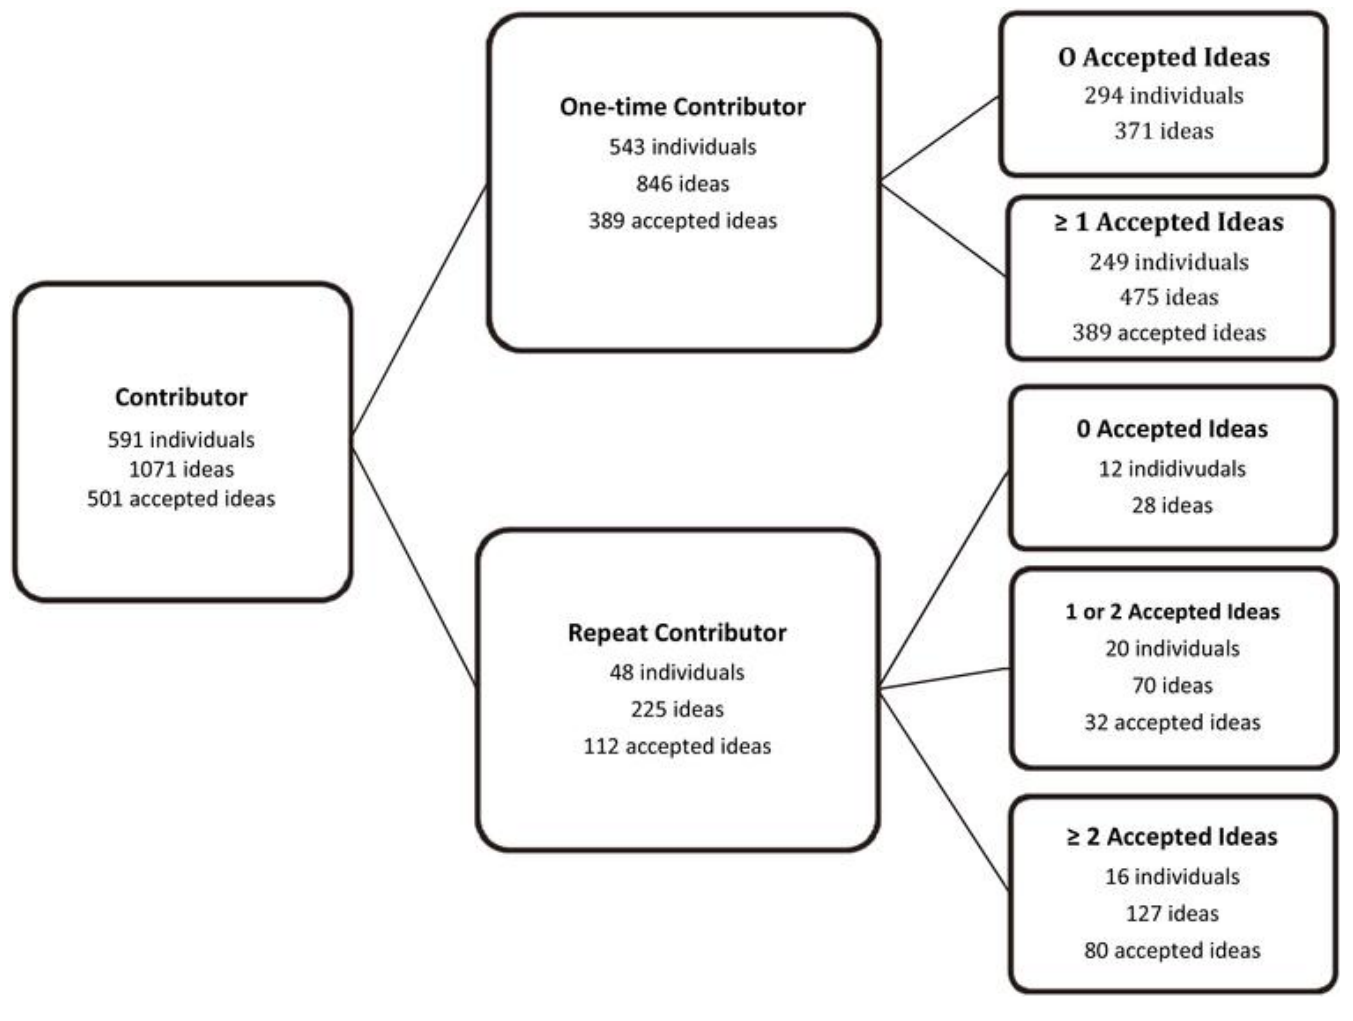 Contributor
591 individuals
1071 ideas
501 accepted ideas
One-time Contributor
543 individuals
846 ideas
389 accepted ideas
O Accepted Ideas
294 individuals
371 ideas
≥ 1 Accepted Ideas
249 individuals
475 ideas
389 accepted ideas
Repeat Contributor
48 individuals
225 ideas
112 accepted ideas
0 Accepted Ideas
12 indidivudals
28 ideas
1 or 2 Accepted Ideas
20 individuals
70 ideas
32 accepted ideas
≥ 2 Accepted Ideas
16 individuals
127 ideas
80 accepted ideas